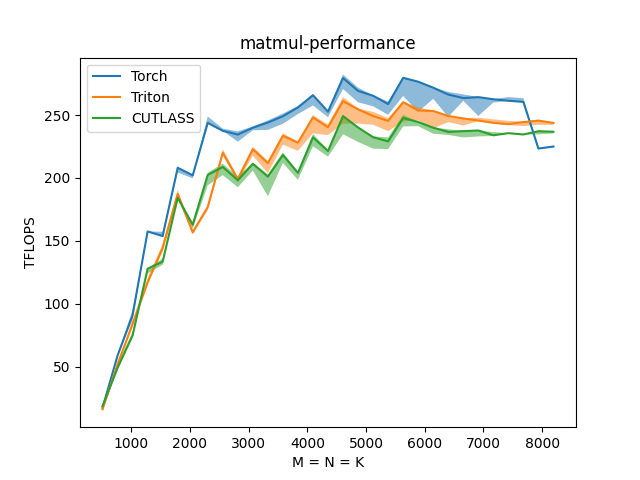 matmul-performance
Torch
Triton
CUTLASS
TFLOPS
250
200
150
100
50
1000 2000 3000 4000 5000 6000 7000 8000
M = N = K